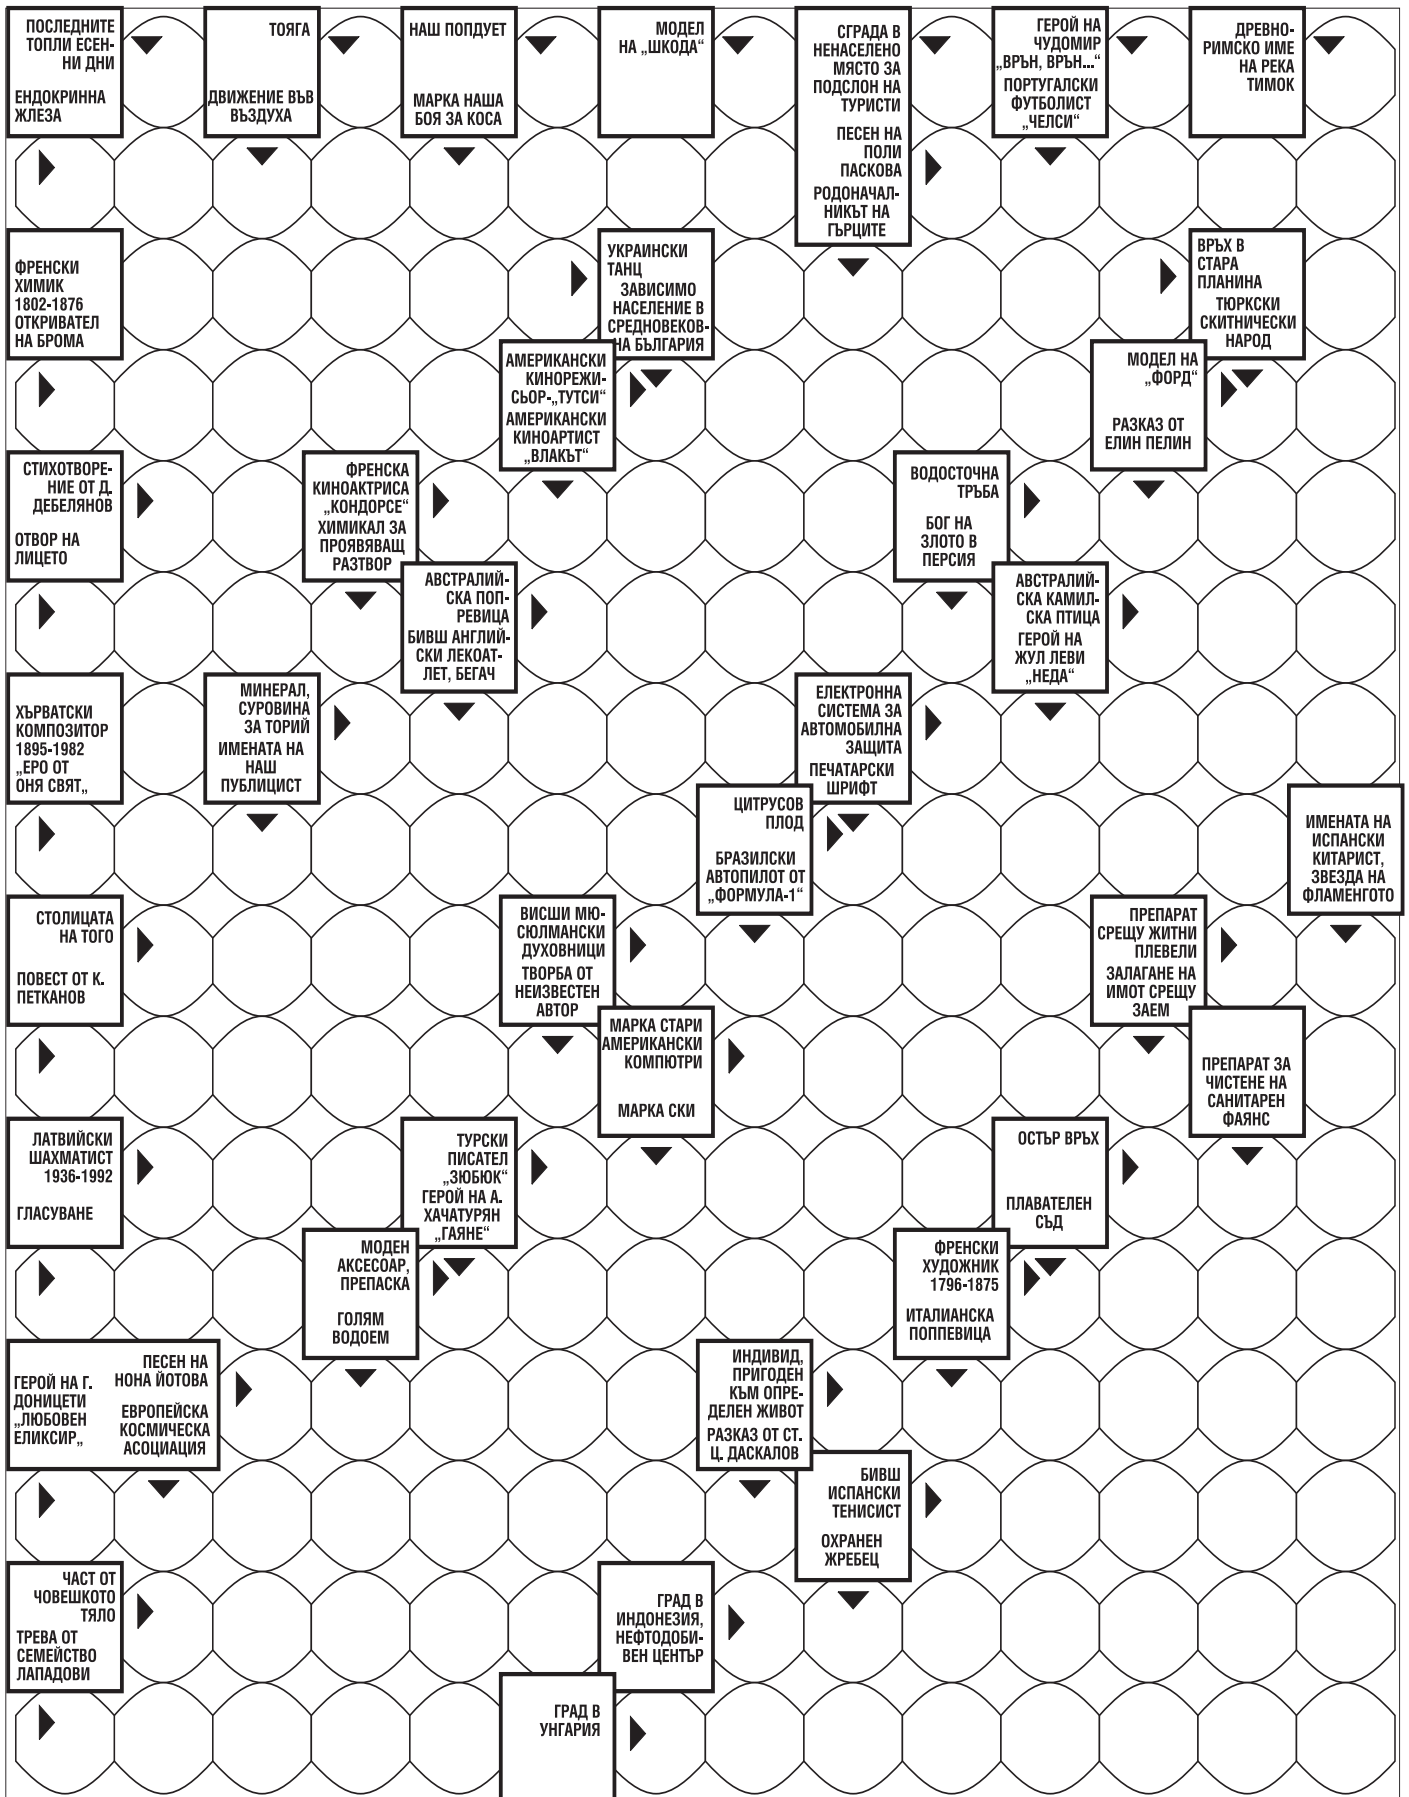 ПОСЛЕДНИТЕ
ТОПЛИ ЕСЕН-
НИ ДНИ
ЕНДОКРИННА
ЖЛЕЗА
ТОЯГА
ДВИЖЕНИЕ ВЪВ
ВЪЗДУХА
НАШ ПОПДУЕТ
МАРКА НАША
БОЯ ЗА КОСА
МОДЕЛ
НА „ШКОДА“
СГРАДА В
НЕНАСЕЛЕНО
МЯСТО ЗА
ПОДСЛОН НА
ТУРИСТИ
ПЕСЕН НА
ПОЛИ
ПАСКОВА
РОДОНАЧАЛ-
НИКЪТ НА
ГЪРЦИТЕ
ГЕРОЙ НА
ЧУДОМИР
„ВРЪН, ВРЪН...“
ПОРТУГАЛСКИ
ФУТБОЛИСТ
„ЧЕЛСИ“
ДРЕВНО-
РИМСКО ИМЕ
НА РЕКА
ТИМОК
ФРЕНСКИ
ХИМИК
1802-1876
ОТКРИВАТЕЛ
НА БРОМА
УКРАИНСКИ
ТАНЦ
ЗАВИСИМО
НАСЕЛЕНИЕ В
СРЕДНОВЕКОВ-
НА БЪЛГАРИЯ
ВРЪХ В
СТАРА
ПЛАНИНА
ТЮРКСКИ
СКИТНИЧЕСКИ
НАРОД
АМЕРИКАНСКИ
КИНОРЕЖИ-
СЬОР-„ТУТСИ“
АМЕРИКАНСКИ
КИНОАРТИСТ
„ВЛАКЪТ“
МОДЕЛ НА
„ФОРД“
РАЗКАЗ ОТ
ЕЛИН ПЕЛИН
СТИХОТВОРЕ-
НИЕ ОТ Д.
ДЕБЕЛЯНОВ
ОТВОР НА
ЛИЦЕТО
ФРЕНСКА
КИНОАКТРИСА
„КОНДОРСЕ“
ХИМИКАЛ ЗА
ПРОЯВЯВАЩ
РАЗТВОР
ВОДОСТОЧНА
ТРЪБА
БОГ НА
ЗЛОТО В
ПЕРСИЯ
АВСТРАЛИЙ-
СКА ПОП-
РЕВИЦА
БИВШ АНГЛИЙ-
СКИ ЛЕКОАТ-
ЛЕТ, БЕГАЧ
АВСТРАЛИЙ-
СКА КАМИЛ-
СКА ПТИЦА
ГЕРОЙ НА
ЖУЛ ЛЕВИ
„НЕДА“
ХЪРВАТСКИ
КОМПОЗИТОР
1895-1982
„ЕРО ОТ
ОНЯ СВЯТ„
МИНЕРАЛ,
СУРОВИНА
ЗА ТОРИЙ
ИМЕНАТА НА
НАШ
ПУБЛИЦИСТ
ЕЛЕКТРОННА
СИСТЕМА ЗА
АВТОМОБИЛНА
ЗАЩИТА
ПЕЧАТАРСКИ
ШРИФТ
ЦИТРУСОВ
ПЛОД
БРАЗИЛСКИ
АВТОПИЛОТ ОТ
„ФОРМУЛА-1“
ИМЕНАТА НА
ИСПАНСКИ
КИТАРИСТ,
ЗВЕЗДА НА
ФЛАМЕНГОТО
СТОЛИЦАТА
НА ТОГО
ПОВЕСТ ОТ К.
ПЕТКАНОВ
ВИСШИ МЮ-
СЮЛМАНСКИ
ДУХОВНИЦИ
ТВОРБА ОТ
НЕИЗВЕСТЕН
АВТОР
ПРЕПАРАТ
СРЕЩУ ЖИТНИ
ПЛЕВЕЛИ
ЗАЛАГАНЕ НА
ИМОТ СРЕЩУ
ЗАЕМ
МАРКА СТАРИ
АМЕРИКАНСКИ
КОМПЮТРИ
МАРКА СКИ
ПРЕПАРАТ ЗА
ЧИСТЕНЕ НА
САНИТАРЕН
ФАЯНС
ЛАТВИЙСКИ
ШАХМАТИСТ
1936-1992
ГЛАСУВАНЕ
ТУРСКИ
ПИСАТЕЛ
„ЗЮБЮК“
ГЕРОЙ НА А.
ХАЧАТУРЯН
„ГАЯНЕ“
ОСТЪР ВРЪХ
ПЛАВАТЕЛЕН
СЪД
МОДЕН
АКСЕСОАР,
ПРЕПАСКА
ГОЛЯМ
ВОДОЕМ
ФРЕНСКИ
ХУДОЖНИК
1796-1875
ИТАЛИАНСКА
ПОППЕВИЦА
ПЕСЕН НА
НОНА ЙОТОВА
ГЕРОЙ НА Г.
ДОНИЦЕТИ
„ЛЮБОВЕН
ЕЛИКСИР„
ЕВРОПЕЙСКА
КОСМИЧЕСКА
АСОЦИАЦИЯ
ИНДИВИД,
ПРИГОДЕН
КЪМ ОПРЕ-
ДЕЛЕН ЖИВОТ
РАЗКАЗ ОТ СТ.
Ц. ДАСКАЛОВ
БИВШ
ИСПАНСКИ
ТЕНИСИСТ
ОХРАНЕН
ЖРЕБЕЦ
ЧАСТ ОТ
ЧОВЕШКОТО
ТЯЛО
ТРЕВА ОТ
СЕМЕЙСТВО
ЛАПАДОВИ
ГРАД В
ИНДОНЕЗИЯ,
НЕФТОДОБИ-
ВЕН ЦЕНТЪР
ГРАД В
УНГАРИЯ